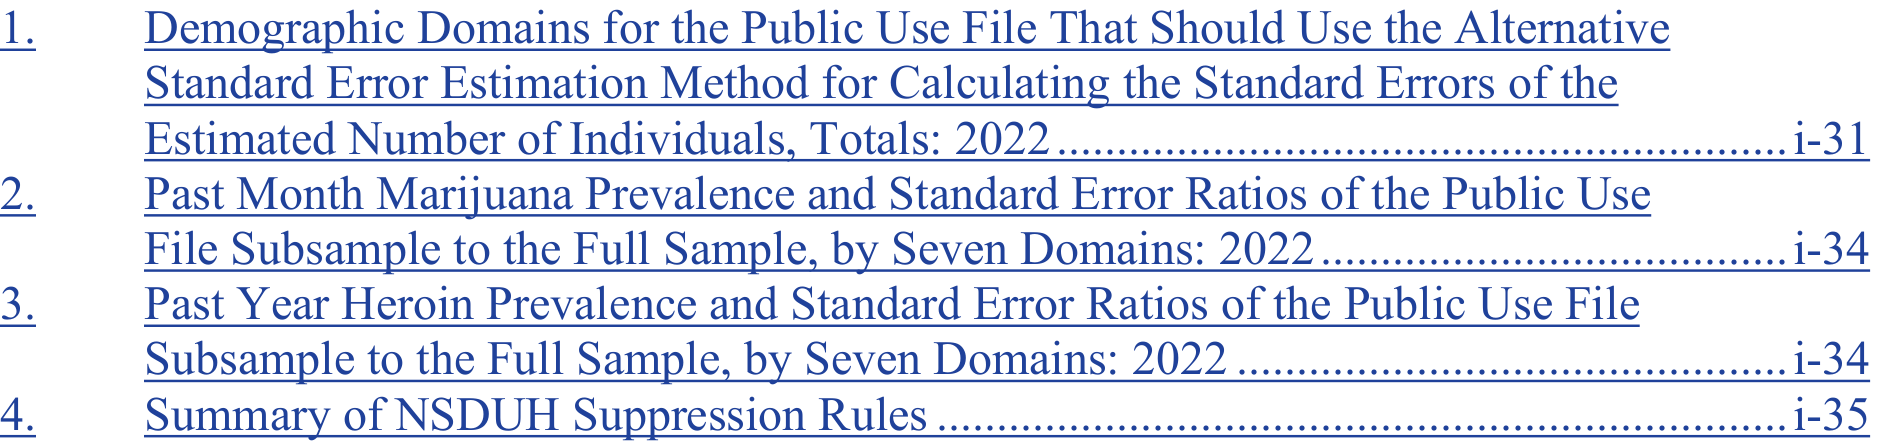 1. Demographic Domains for the Public Use File That Should Use the Alternative
Standard Error Estimation Method for Calculating the Standard Errors of the
Estimated Number of Individuals, Totals: 2022 ................................................................ i-31
2. Past Month Marijuana Prevalence and Standard Error Ratios of the Public Use
File Subsample to the Full Sample, by Seven Domains: 2022 ......................................... i-34
3. Past Year Heroin Prevalence and Standard Error Ratios of the Public Use File
Subsample to the Full Sample, by Seven Domains: 2022 ................................................ i-34
4. Summary of NSDUH Suppression Rules .......................................................................... i-35